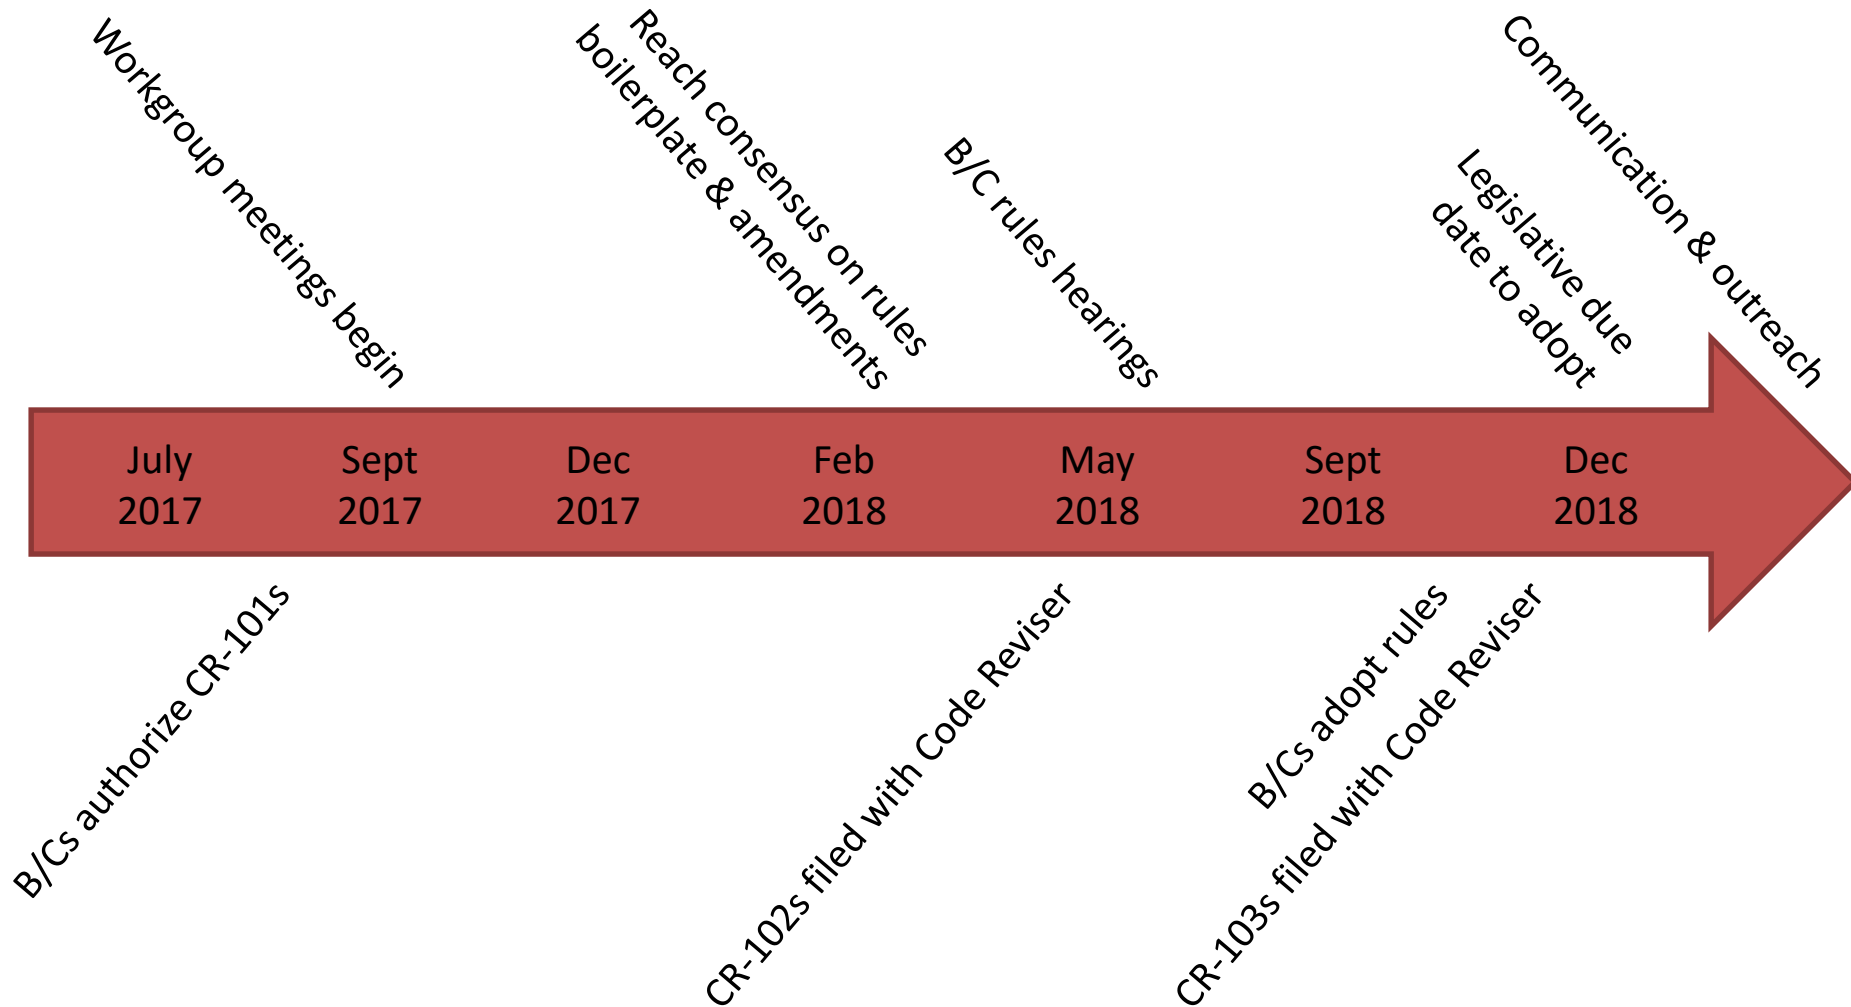 Workgroup meetings begin
Reach consensus on rules
boilerplate & amendments
B/C rules hearings
Legislative due
date to adopt
Communication & outreach
July
2017
Sept
2017
Dec
2017
Feb
2018
May
2018
Sept
2018
Dec
2018
B/Cs authorize CR-101s
CR-102s filed with Code Reviser
B/Cs adopt rules
CR-103s filed with Code Reviser